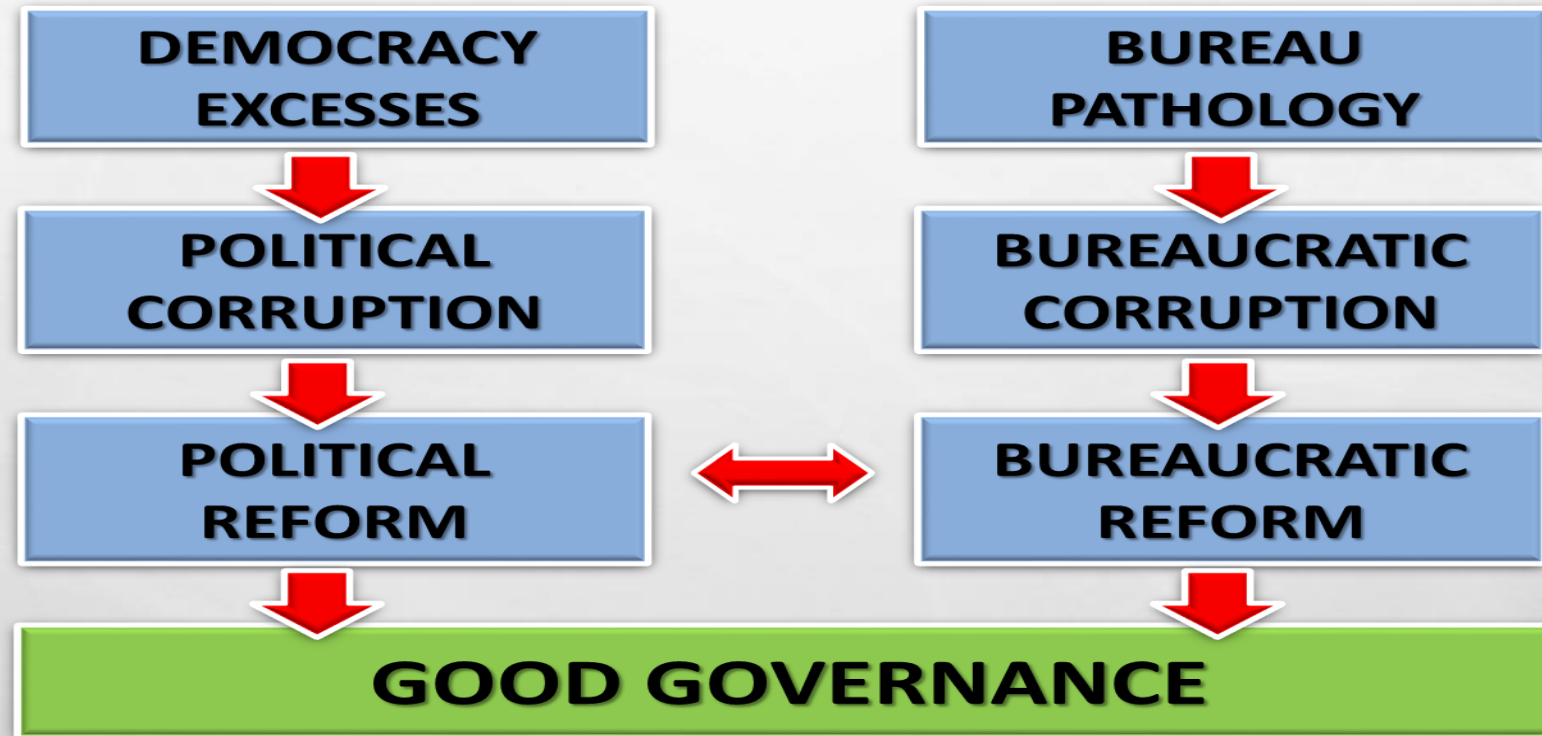 DEMOCRACY
EXCESSES
BUREAU
PATHOLOGY
POLITICAL
CORRUPTION
BUREAUCRATIC
CORRUPTION
POLITICAL
REFORM
BUREAUCRATIC
REFORM
GOOD GOVERNANCE